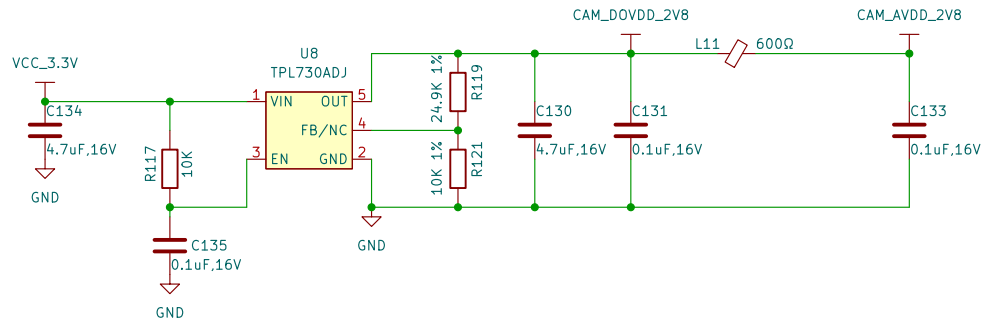 CAM_DOVDD_2V8
CAM_AVDD_2V8
L11
600Ω
U8
TPL730ADJ
VCC_3.3V
C134
4.7uF,16V
GND
1
VIN
OUT
5
FB/NC
4
3
EN
GND
2
24.9K 1%
R119
10K 1%
R121
C130
4.7uF,16V
C131
0.1uF,16V
C133
0.1uF,16V
R117
10K
C135
0.1uF,16V
GND
GND